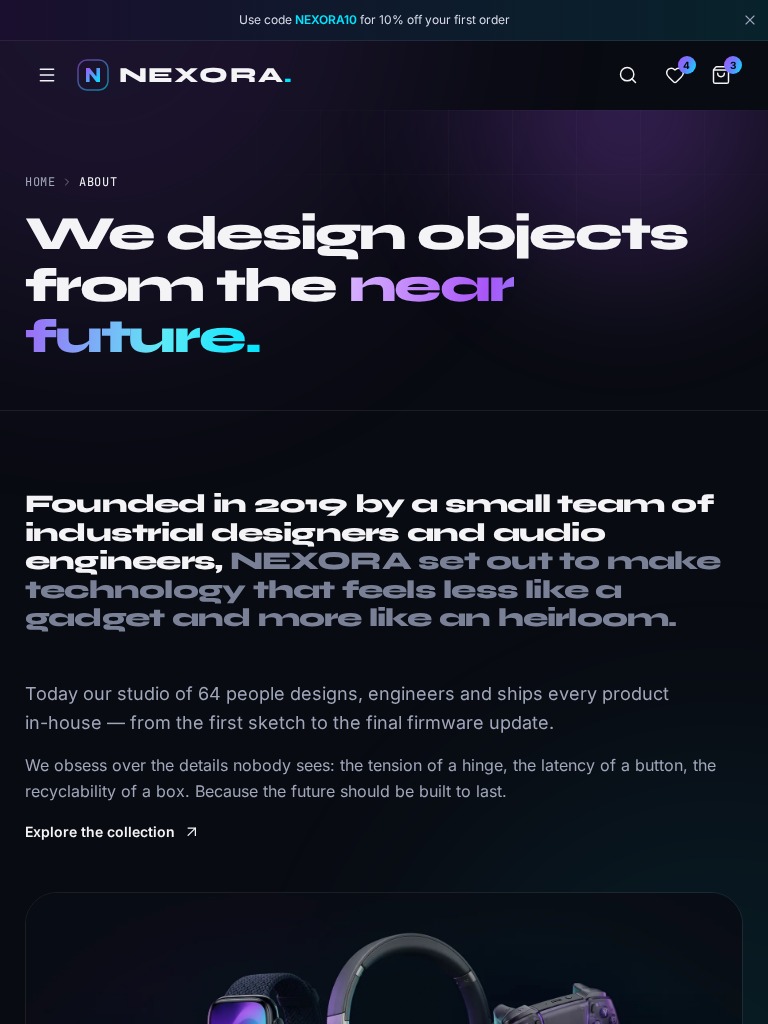 Use code NEXORA10 for 10% off your first order
N NEXORA.
4
3
HOME > ABOUT
We design objects
from the near
future.
Founded in 2019 by a small team of
industrial designers and audio
engineers, NEXORA set out to make
technology that feels less like a
gadget and more like an heirloom.
Today our studio of 64 people designs, engineers and ships every product
in-house — from the first sketch to the final firmware update.
We obsess over the details nobody sees: the tension of a hinge, the latency of a button, the
recyclability of a box. Because the future should be built to last.
Explore the collection